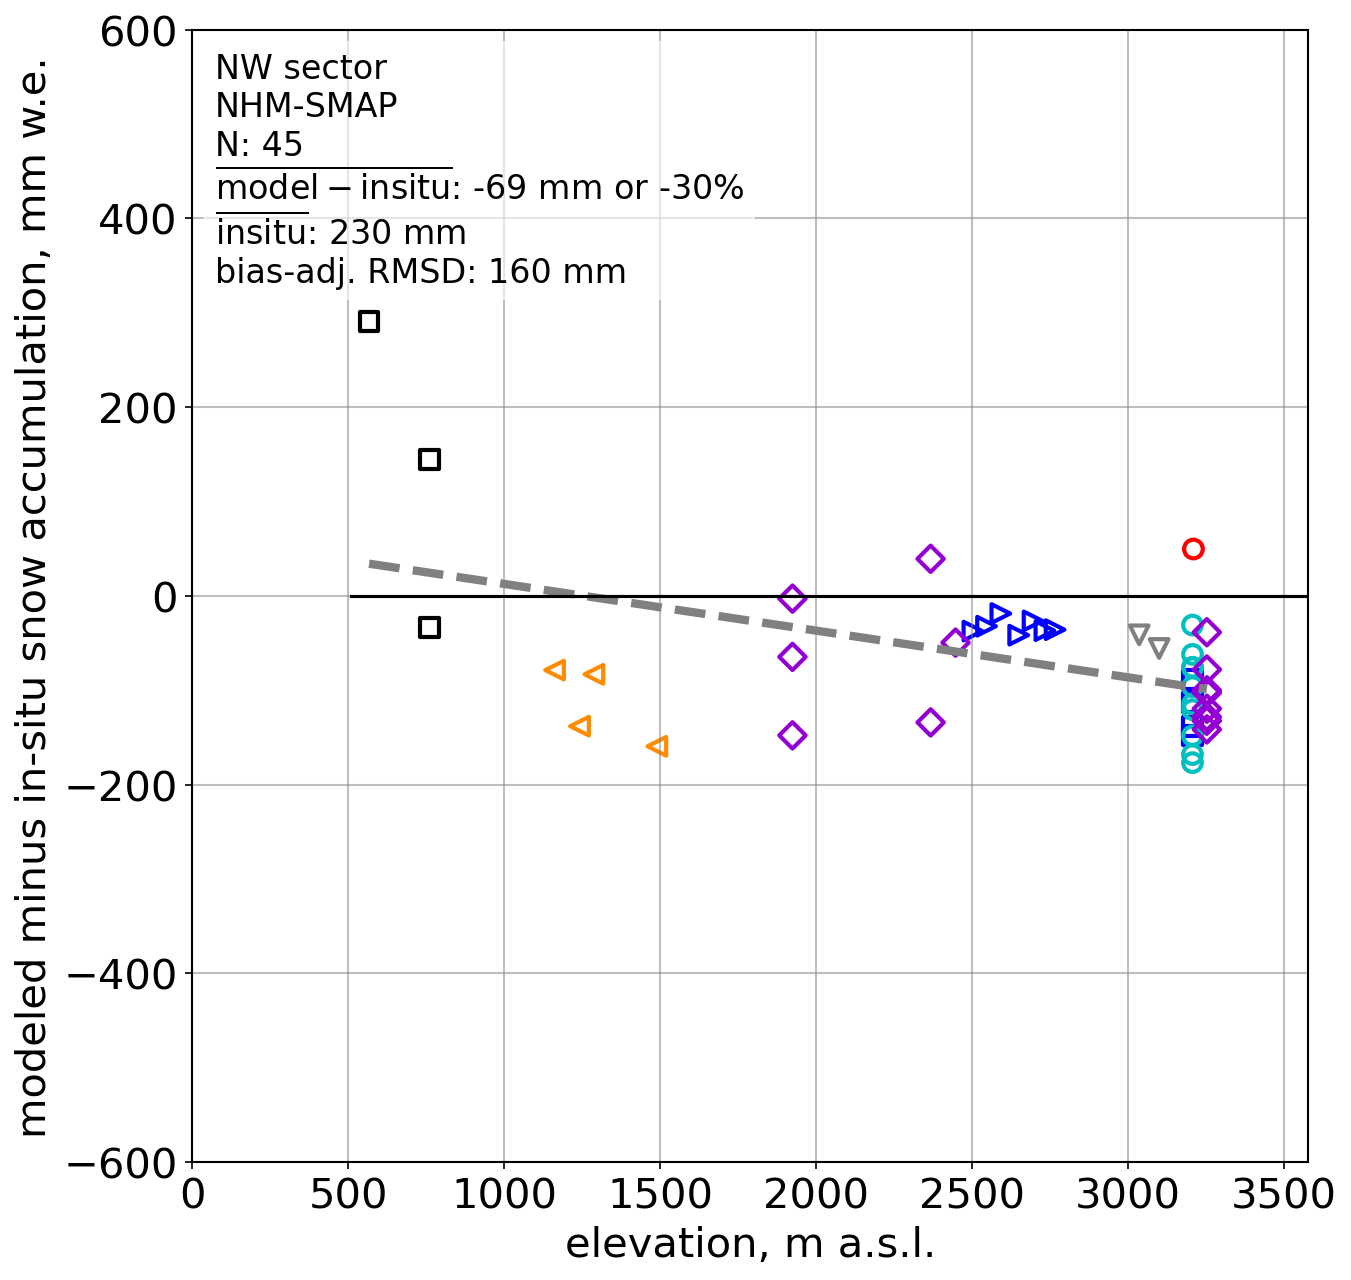 600
400
200
0
−200
−400
−600
modeled minus in-situ snow accumulation, mm w.e.
NW sector
NHM-SMAP
N: 45
model − insitu: -69 mm or -30%
insitu: 230 mm
bias-adj. RMSD: 160 mm
0 500 1000 1500 2000 2500 3000 3500
elevation, m a.s.l.